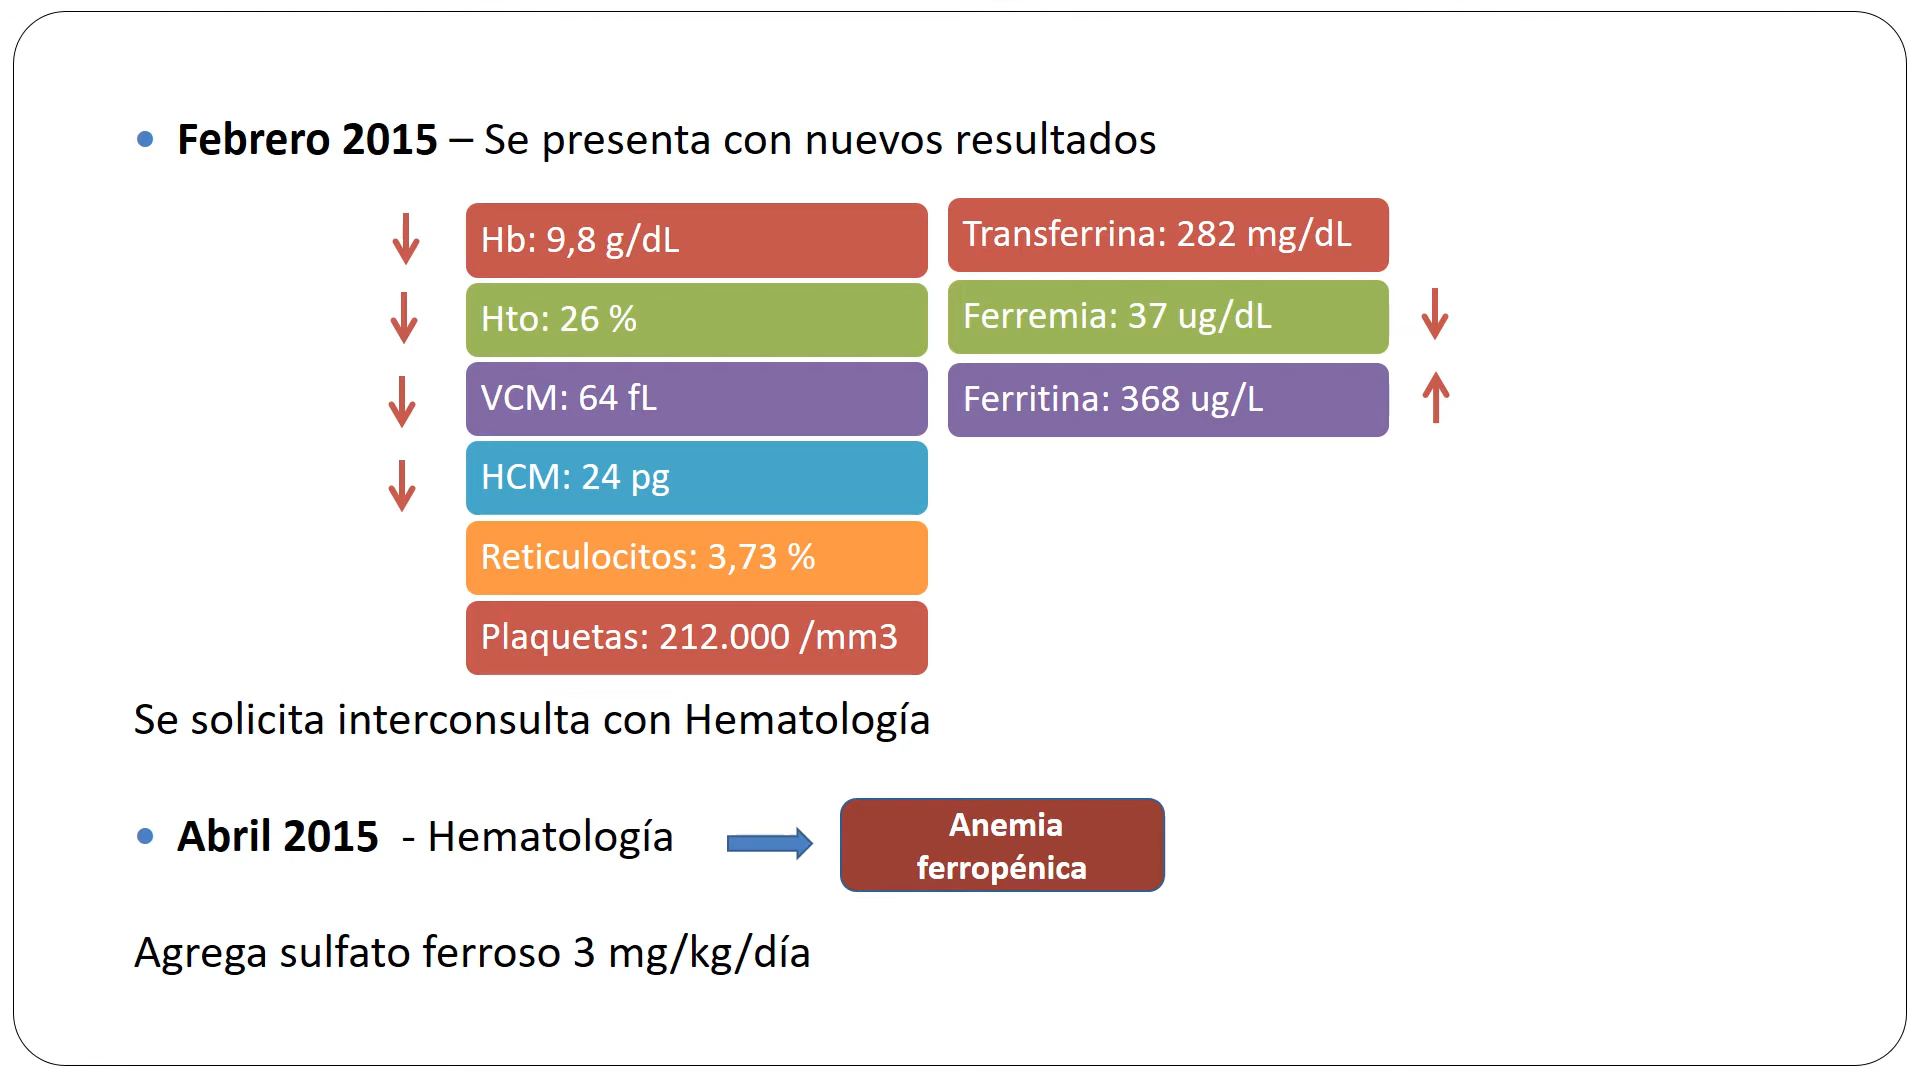 • Febrero 2015 – Se presenta con nuevos resultados
Hb: 9,8 g/dL
Hto: 26 %
VCM: 64 fL
HCM: 24 pg
Reticulocitos: 3,73 %
Plaquetas: 212.000 /mm3
Transferrina: 282 mg/dL
Ferremia: 37 ug/dL
Ferritina: 368 ug/L
Se solicita interconsulta con Hematología
• Abril 2015 - Hematología
Anemia
ferropénica
Agrega sulfato ferroso 3 mg/kg/día